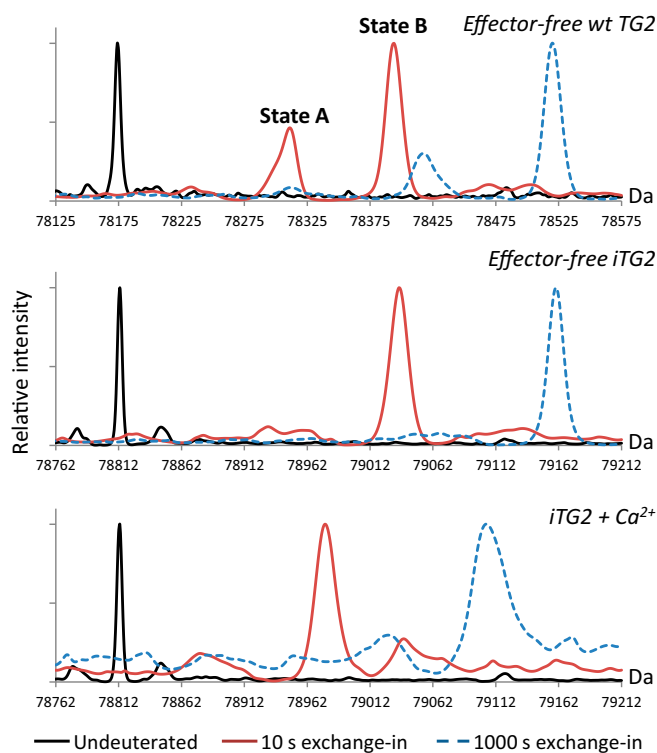 Effector-free wt TG2
State B
State A
Da
78125 78175 78225 78275 78325 78375 78425 78475 78525 78575
Effector-free iTG2
Relative intensity
Da
78762 78812 78862 78912 78962 79012 79062 79112 79162 79212
iTG2 + Ca²⁺
Da
78762 78812 78862 78912 78962 79012 79062 79112 79162 79212
Undeuterated 10 s exchange-in 1000 s exchange-in